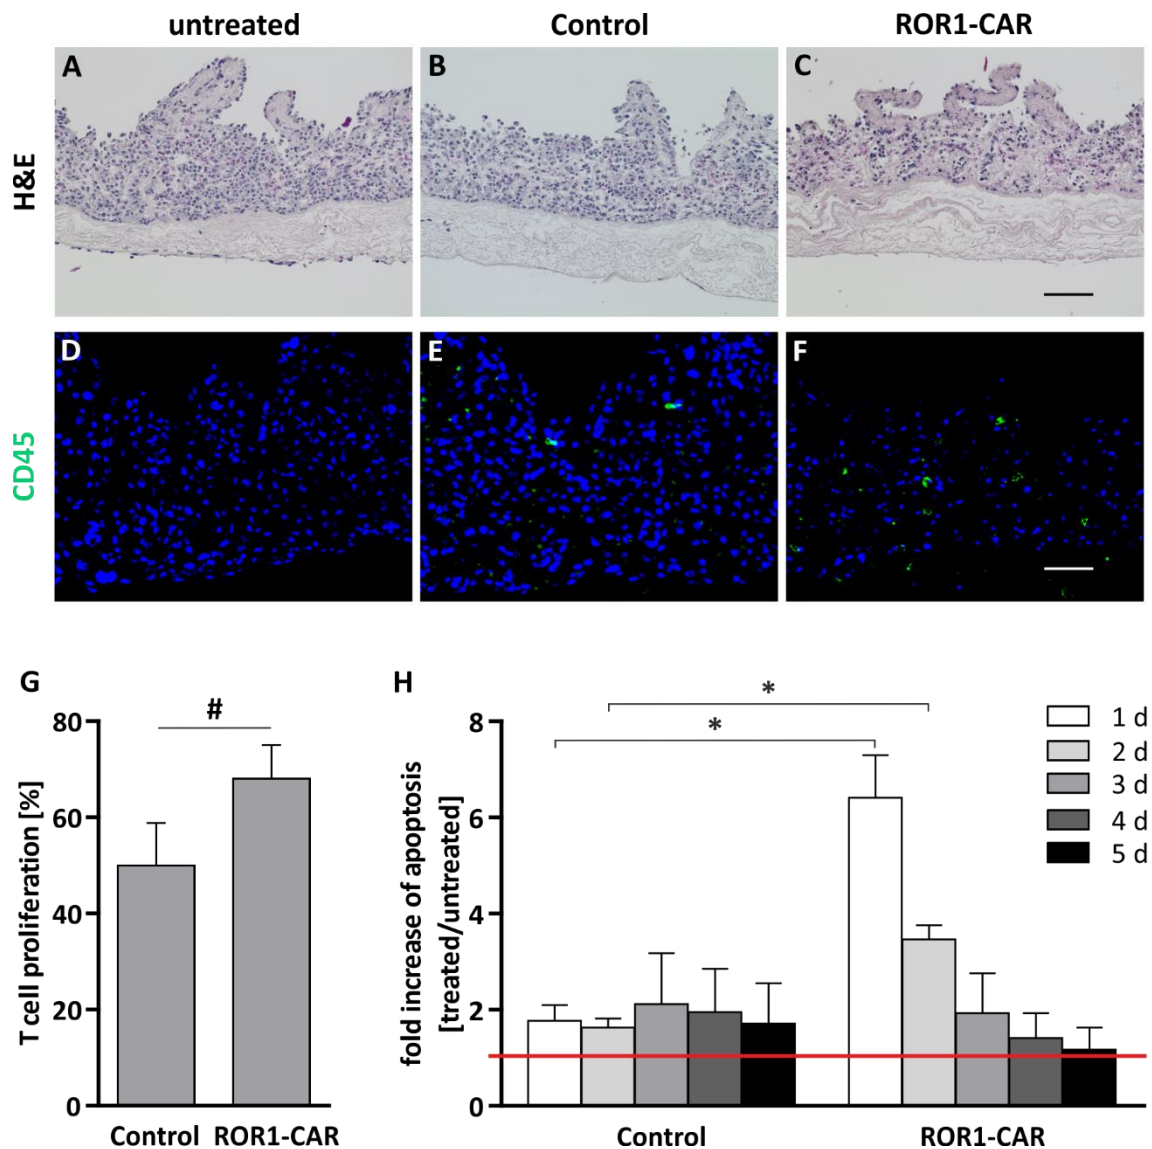 untreated Control ROR1-CAR
H&E
A B C
CD45
D E F
G
T cell proliferation [%]
80
60
40
20
0
#
Control ROR1-CAR
H
fold increase of apoptosis
[treated/untreated]
8
6
4
2
0
*
*
Control ROR1-CAR
1 d
2 d
3 d
4 d
5 d